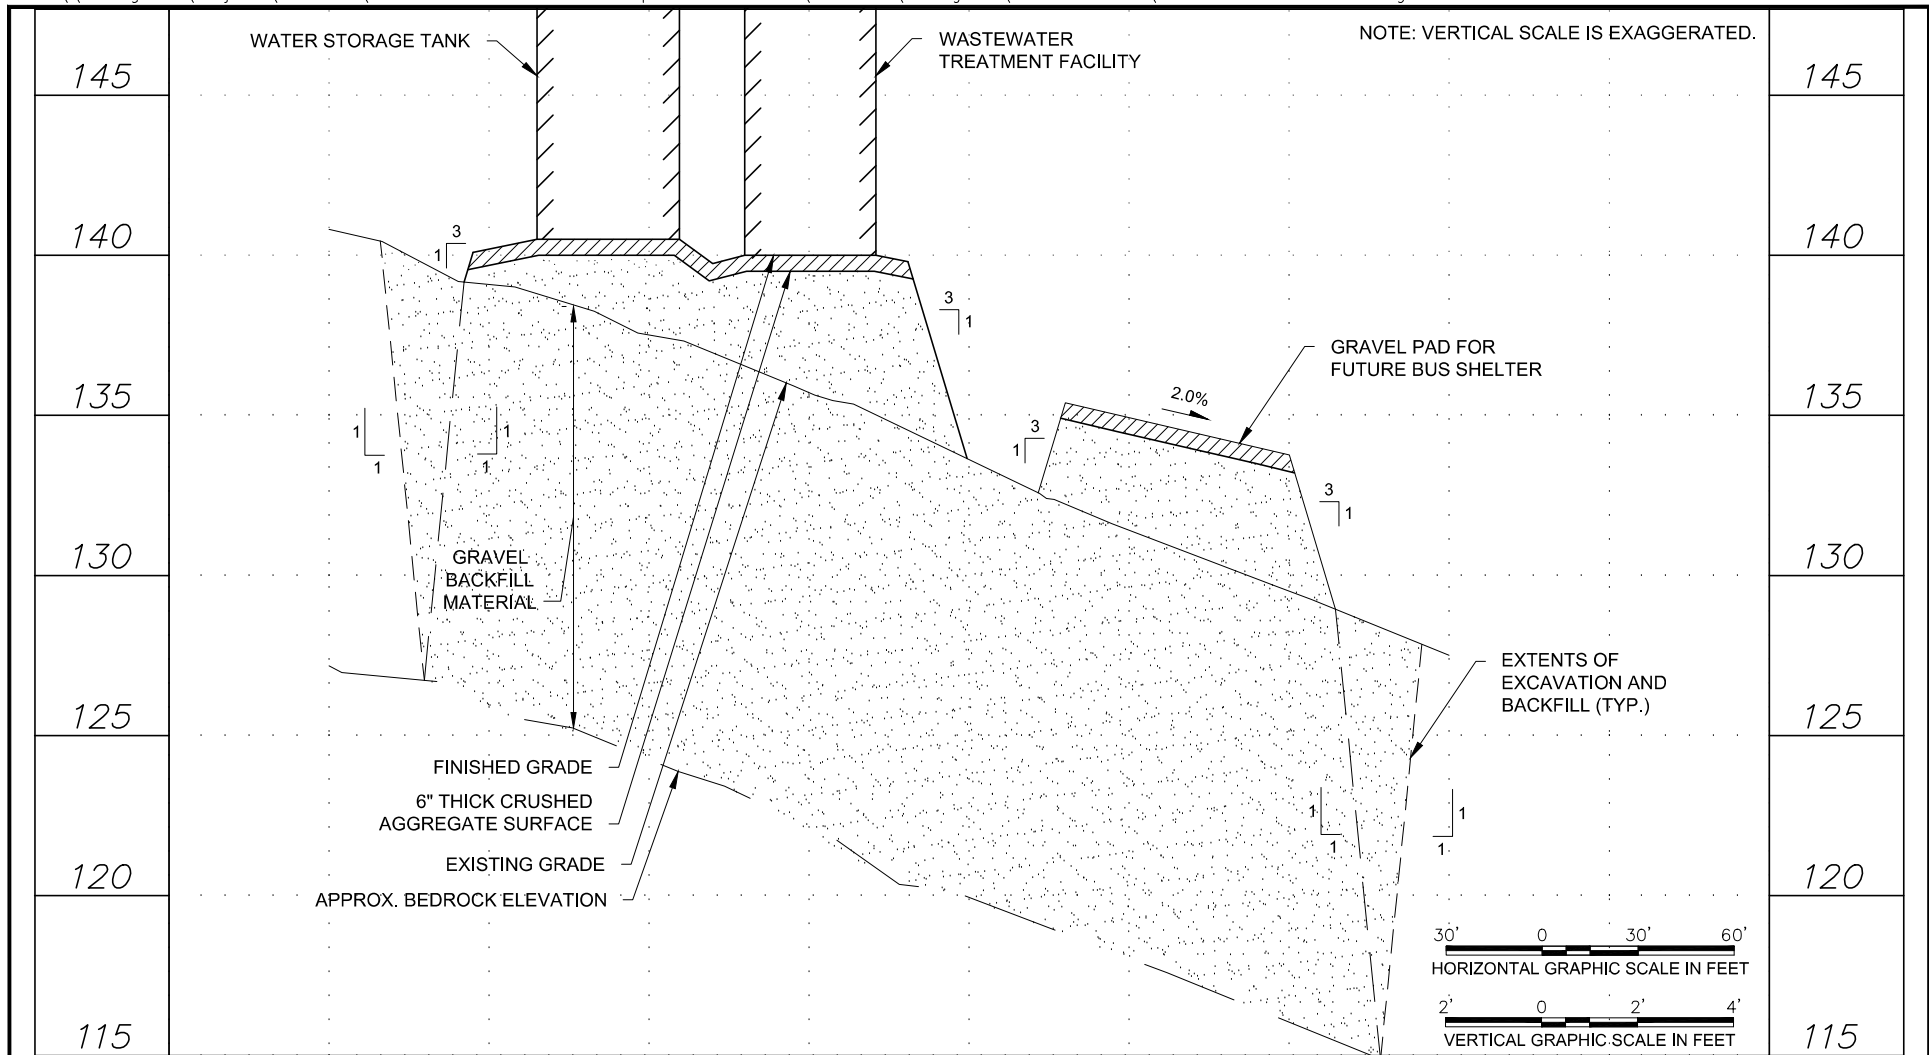 NOTE: VERTICAL SCALE IS EXAGGERATED.
WATER STORAGE TANK
WASTEWATER
TREATMENT FACILITY
145
145
140
140
3
1
3
1
GRAVEL PAD FOR
FUTURE BUS SHELTER
2.0%
135
135
3
1
1
1
1
1
3
1
130
130
GRAVEL
BACKFILL
MATERIAL
EXTENTS OF
EXCAVATION AND
BACKFILL (TYP.)
125
125
FINISHED GRADE
6" THICK CRUSHED
AGGREGATE SURFACE
1
1
1
1
EXISTING GRADE
APPROX. BEDROCK ELEVATION
120
120
30' 0 30' 60'
HORIZONTAL GRAPHIC SCALE IN FEET
2' 0 2' 4'
VERTICAL GRAPHIC SCALE IN FEET
115
115